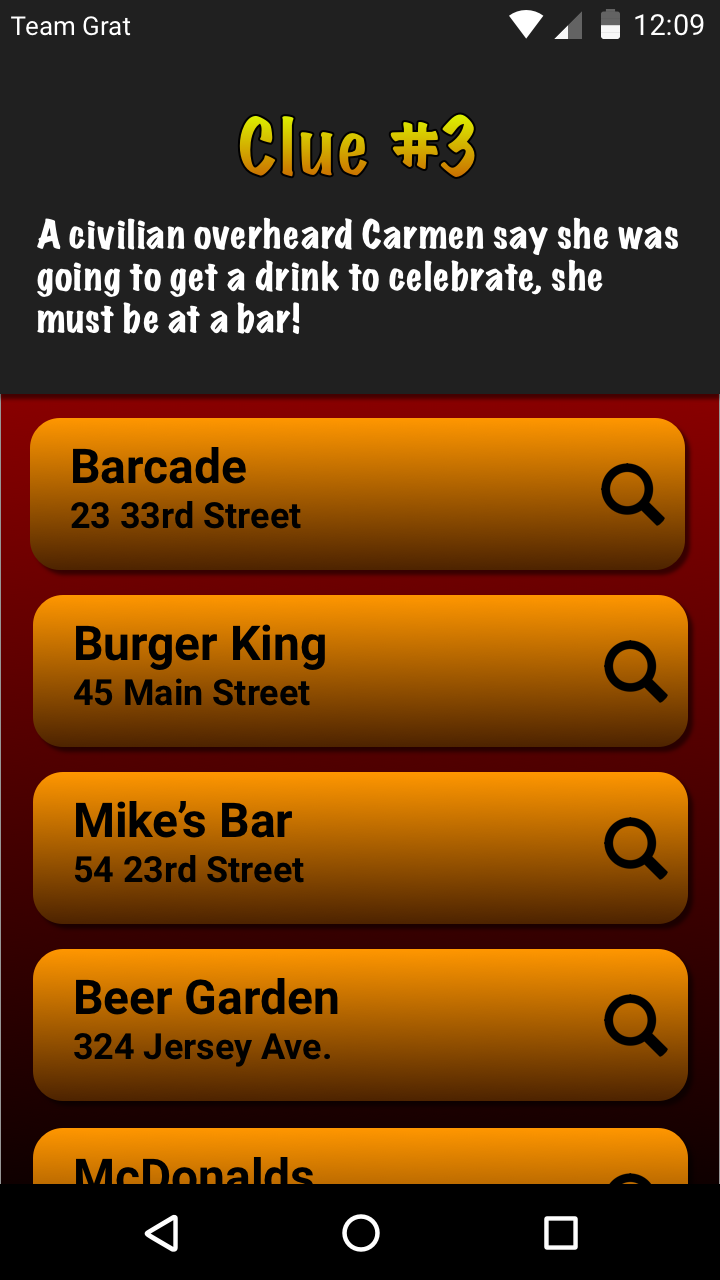 Team Grat
12:09
Clue #3
A civilian overheard Carmen say she was
going to get a drink to celebrate, she
must be at a bar!
Barcade
23 33rd Street
Burger King
45 Main Street
Mike’s Bar
54 23rd Street
Beer Garden
324 Jersey Ave.
McDonalds